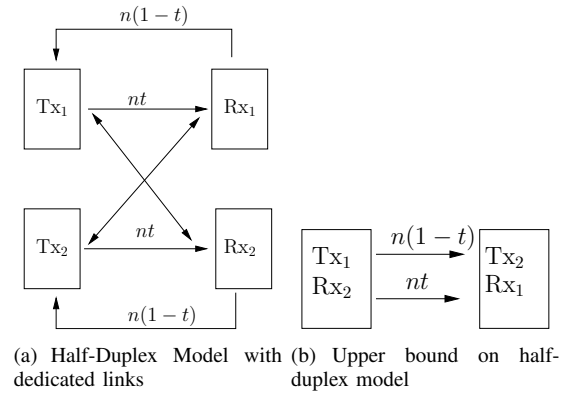 n(1 − t)
Tx₁
nt
Rx₁
Tx₂
nt
Rx₂
n(1 − t)
Tx₁
Rx₂
n(1 − t)
nt
Tx₂
Rx₁
(a) Half-Duplex Model with
dedicated links
(b) Upper bound on half-
duplex model